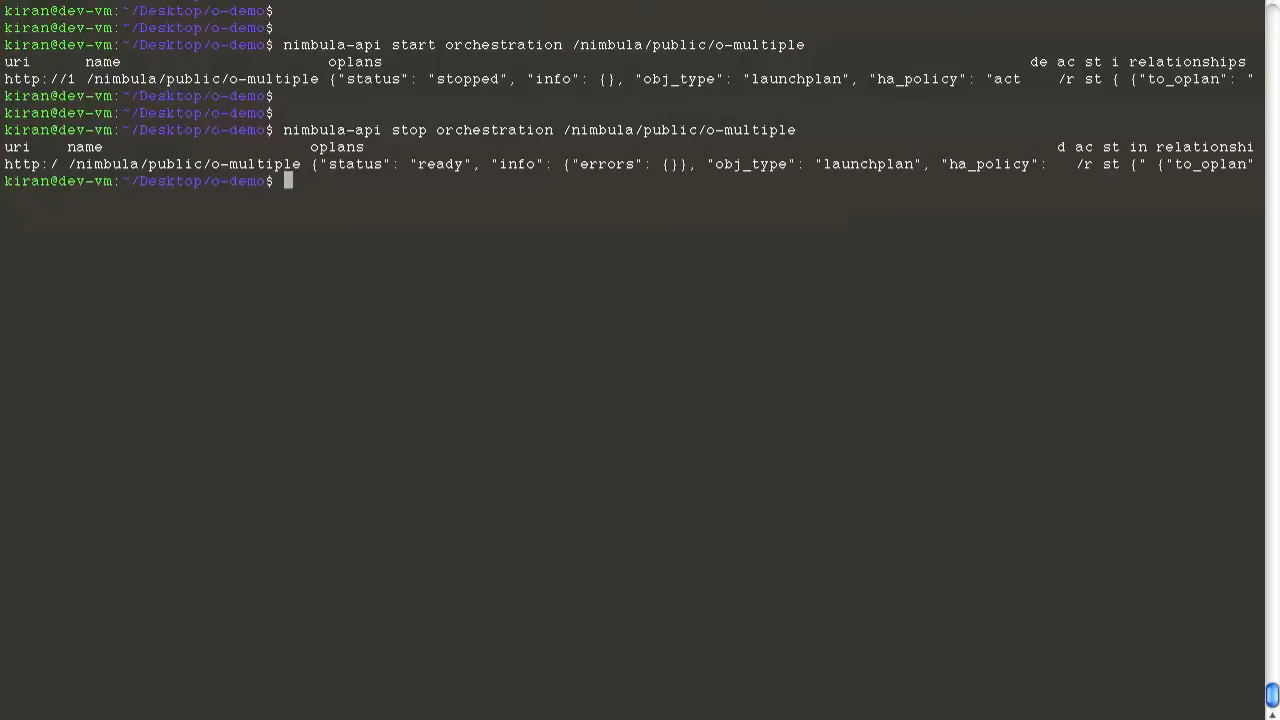 kiran@dev-vm:~/Desktop/o-demo$
kiran@dev-vm:~/Desktop/o-demo$
kiran@dev-vm:~/Desktop/o-demo$ nimbula-api start orchestration /nimbula/public/o-multiple
uri name oplans de ac st i relationships
http://1 /nimbula/public/o-multiple {"status": "stopped", "info": {}, "obj_type": "launchplan", "ha_policy": "act /r st { {"to_oplan": "
kiran@dev-vm:~/Desktop/o-demo$
kiran@dev-vm:~/Desktop/o-demo$
kiran@dev-vm:~/Desktop/o-demo$ nimbula-api stop orchestration /nimbula/public/o-multiple
uri name oplans d ac st in relationshi
http:/ /nimbula/public/o-multiple {"status": "ready", "info": {"errors": {}}, "obj_type": "launchplan", "ha_policy": /r st {" {"to_oplan"
kiran@dev-vm:~/Desktop/o-demo$